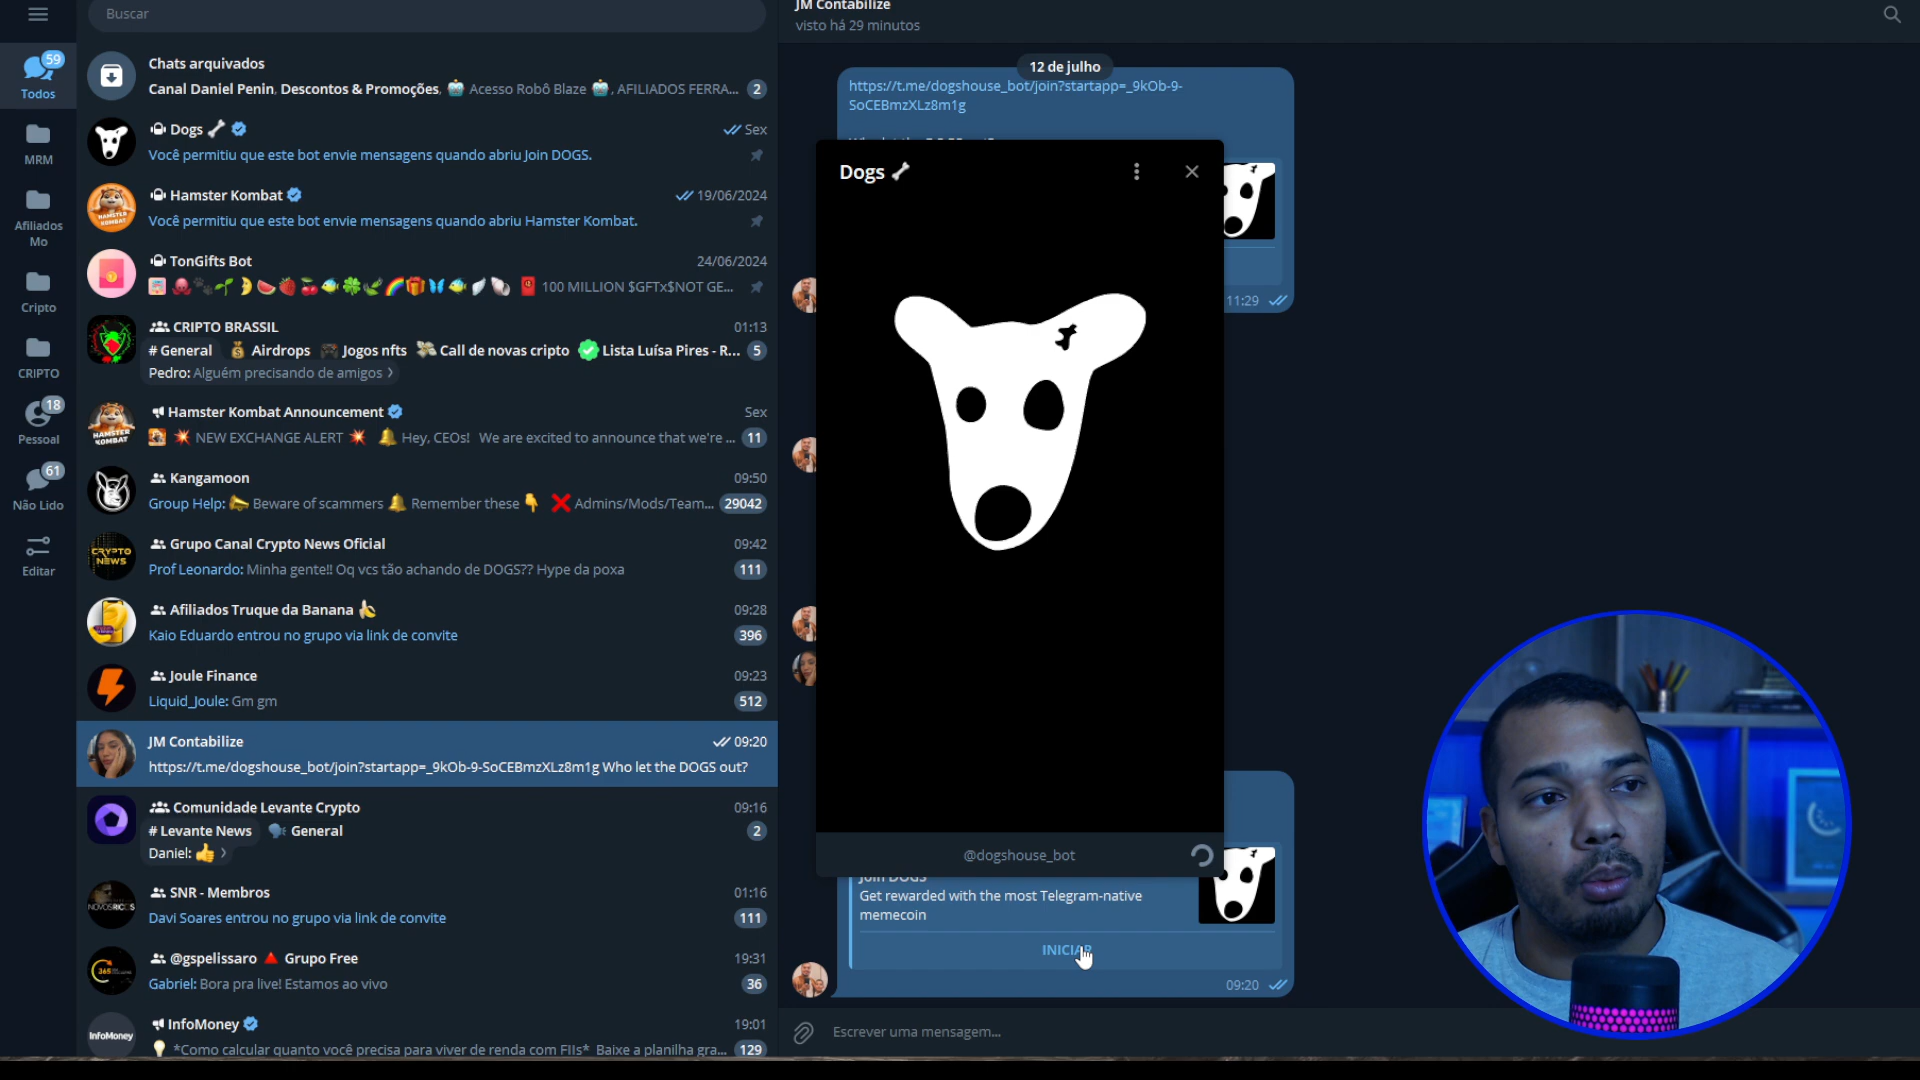 Buscar
59
Todos
MRM
Afiliados
Mo
Cripto
CRIPTO
18
Pessoal
61
Não Lido
Editar
Chats arquivados
Canal Daniel Penin, Descontos & Promoções, 🤖 Acesso Robô Blaze 🤖, AFILIADOS FERRA... 2
Dogs 🦴 Sex
Você permitiu que este bot envie mensagens quando abriu Join DOGS.
Hamster Kombat 19/06/2024
Você permitiu que este bot envie mensagens quando abriu Hamster Kombat.
HAMSTER KOMBAT
TonGifts Bot 24/06/2024
100 MILLION $GFTx$NOT GE...
CRIPTO BRASSIL 01:13
# General 💰 Airdrops 🎮 Jogos nfts 💸 Call de novas cripto ✅ Lista Luísa Pires - R... 5
Pedro: Alguém precisando de amigos >
Hamster Kombat Announcement Sex
💥 NEW EXCHANGE ALERT 💥 🔔 Hey, CEOs! We are excited to announce that we're ... 11
HAMSTER KOMBAT
Kangamoon 09:50
Group Help: 📣 Beware of scammers 🔔 Remember these 👇 ❌ Admins/Mods/Team... 29042
CRYPTO NEWS
Grupo Canal Crypto News Oficial 09:42
Prof Leonardo: Minha gente!! Oq vcs tão achando de DOGS?? Hype da poxa 111
Afiliados Truque da Banana 🍌 09:28
Kaio Eduardo entrou no grupo via link de convite 396
Joule Finance 09:23
Liquid_Joule: Gm gm 512
JM Contabilize 09:20
https://t.me/dogshouse_bot/join?startapp=_9kOb-9-SoCEBmzXLz8m1g Who let the DOGS out?
Comunidade Levante Crypto 09:16
# Levante News 🗣 General 2
Daniel: 👍 >
SNR - Membros 01:16
Davi Soares entrou no grupo via link de convite 111
@gspelissaro 🔺 Grupo Free 19:31
Gabriel: Bora pra live! Estamos ao vivo 36
365
InfoMoney 19:01
💡 *Como calcular quanto você precisa para viver de renda com FIIs* Baixe a planilha gra... 129
InfoMoney
JM Contabilize
visto há 29 minutos
12 de julho
https://t.me/dogshouse_bot/join?startapp=_9kOb-9-
SoCEBmzXLz8m1g
11:29
Dogs 🦴
@dogshouse_bot
Join DOGS
Get rewarded with the most Telegram-native
memecoin
INICIAR
09:20
Escrever uma mensagem...